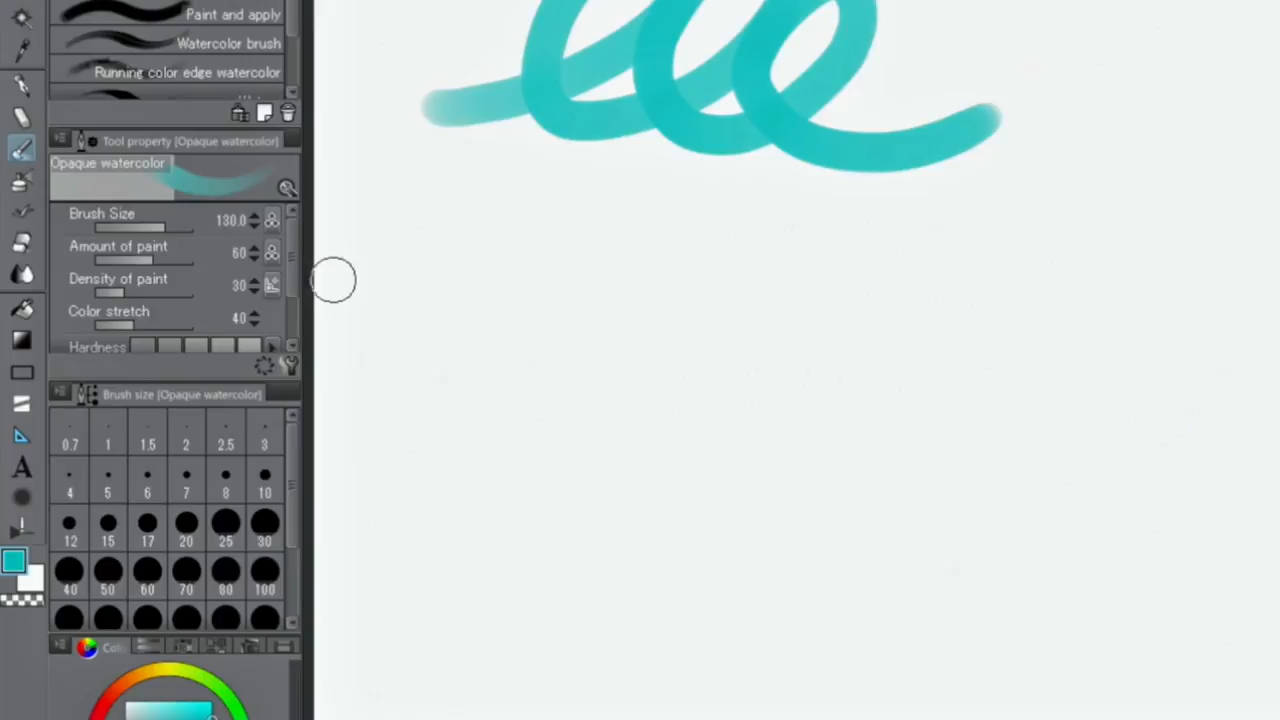 Paint and apply
Watercolor brush
Running color edge watercolor
Tool property [Opaque watercolor]
Opaque watercolor
Brush Size 130.0
Amount of paint 60
Density of paint 30
Color stretch 40
Hardness
Brush size [Opaque watercolor]
0.7 1 1.5 2 2.5 3
4 5 6 7 8 10
12 15 17 20 25 30
40 50 60 70 80 100
A